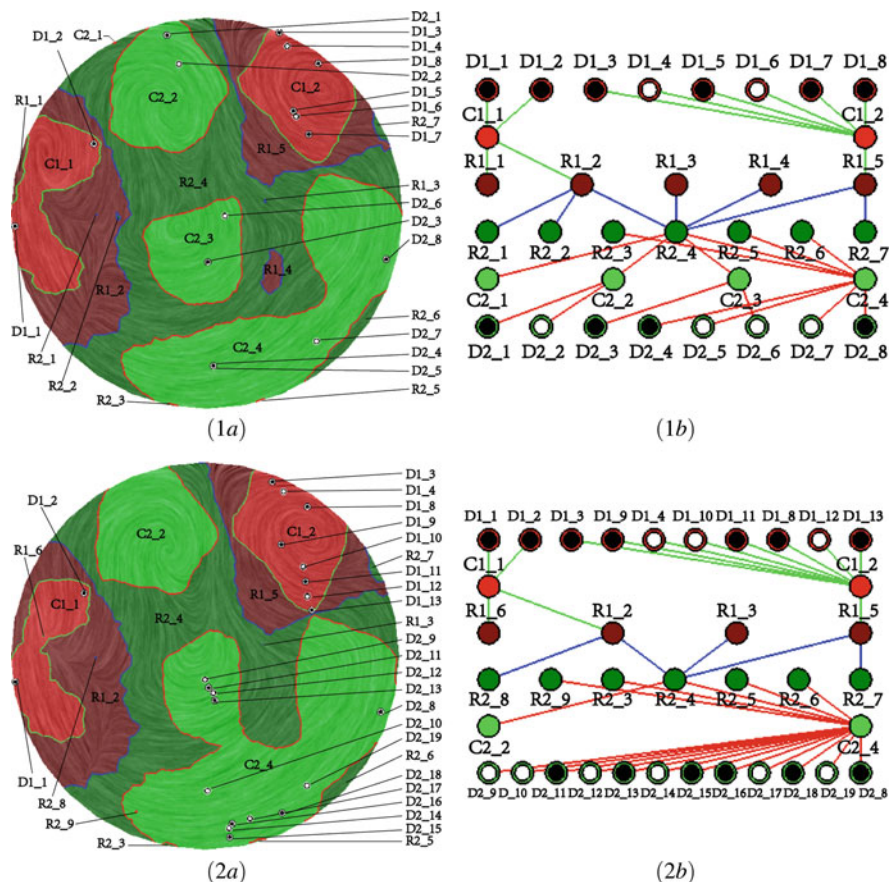 C2_1
D1_2
R1_1
C1_1
C2_2
C1_2
R1_5
R2_4
C2_3
R1_4
R1_2
C2_4
D1_1
R2_1
R2_2
R2_3
D2_1
D1_3
D1_4
D1_8
D2_2
D1_5
D1_6
R2_7
D1_7
R1_3
D2_6
D2_3
D2_8
R2_6
D2_7
D2_4
D2_5
R2_5
(1a)
D1_1 D1_2 D1_3 D1_4 D1_5 D1_6 D1_7 D1_8
C1_1 C1_2
R1_1 R1_2 R1_3 R1_4 R1_5
R2_1 R2_2 R2_3 R2_4 R2_5 R2_6 R2_7
C2_1 C2_2 C2_3 C2_4
D2_1 D2_2 D2_3 D2_4 D2_5 D2_6 D2_7 D2_8
(1b)
D1_2
R1_6
C1_1
C2_2
C1_2
R1_5
R2_4
R1_2
C2_4
D1_1
R2_8
R2_9
R2_3
D1_3
D1_4
D1_8
D1_9
D1_10
R2_7
D1_11
D1_12
D1_13
R1_3
D2_9
D2_11
D2_12
D2_13
D2_8
D2_10
D2_19
R2_6
D2_18
D2_17
D2_16
D2_14
D2_15
R2_5
(2a)
D1_1 D1_2 D1_3 D1_9 D1_4 D1_10 D1_11 D1_8 D1_12 D1_13
C1_1 C1_2
R1_6 R1_2 R1_3 R1_5
R2_8 R2_9 R2_3 R2_4 R2_5 R2_6 R2_7
C2_2 C2_4
D2_9 D_10 D2_11 D2_12 D2_13 D2_14 D2_15 D2_16 D2_17 D2_18 D2_19 D2_8
(2b)